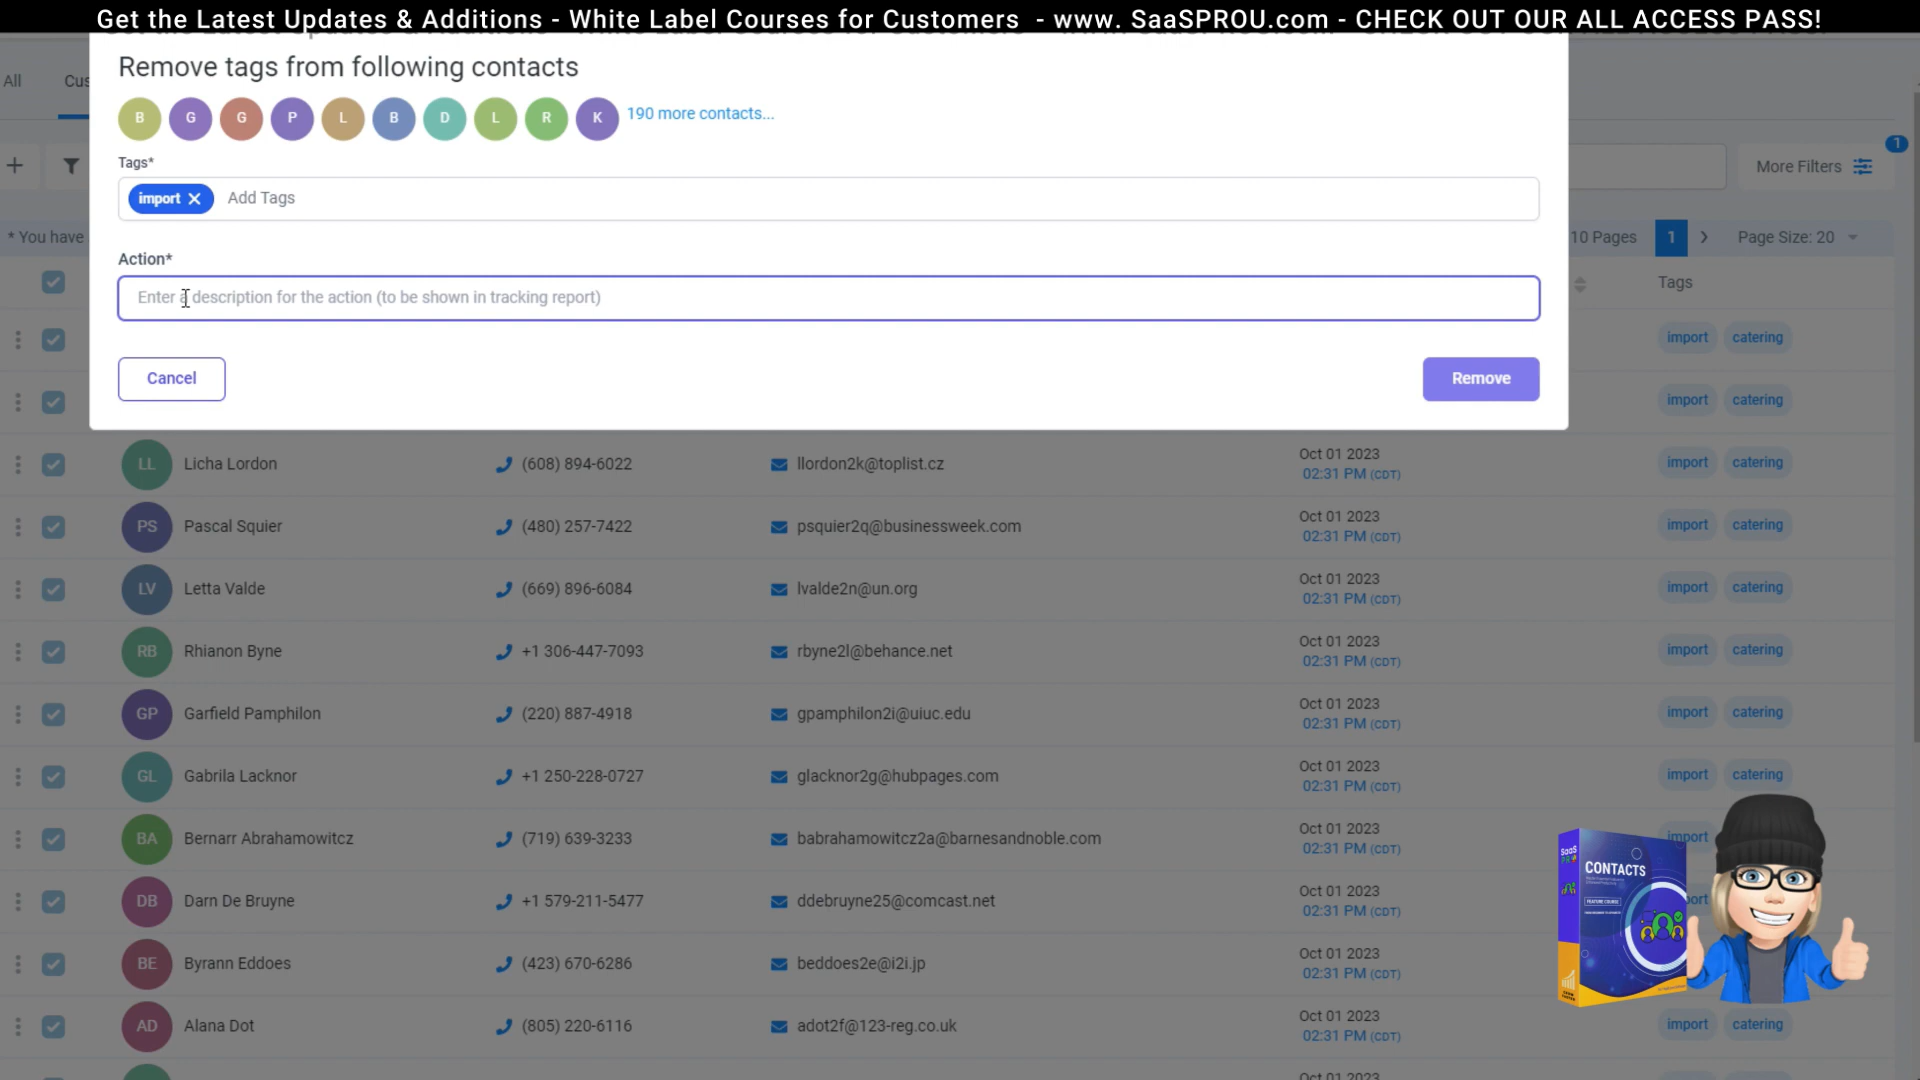 Get the Latest Updates & Additions - White Label Courses for Customers - www. SaaSPROU.com - CHECK OUT OUR ALL ACCESS PASS!
Remove tags from following contacts
All
Cus
B G G P L B D L R K 190 more contacts...
1
Tags*
More Filters
import Add Tags
* You have
10 Pages 1 Page Size: 20
Action*
Tags
Enter a description for the action (to be shown in tracking report)
import catering
Cancel
Remove
import catering
LL Licha Lordon (608) 894-6022 llordon2k@toplist.cz Oct 01 2023 02:31 PM (CDT) import catering
PS Pascal Squier (480) 257-7422 psquier2q@businessweek.com Oct 01 2023 02:31 PM (CDT) import catering
LV Letta Valde (669) 896-6084 lvalde2n@un.org Oct 01 2023 02:31 PM (CDT) import catering
RB Rhianon Byne +1 306-447-7093 rbyne2l@behance.net Oct 01 2023 02:31 PM (CDT) import catering
GP Garfield Pamphilon (220) 887-4918 gpamphilon2i@uiuc.edu Oct 01 2023 02:31 PM (CDT) import catering
GL Gabrila Lacknor +1 250-228-0727 glacknor2g@hubpages.com Oct 01 2023 02:31 PM (CDT) import catering
BA Bernarr Abrahamowitcz (719) 639-3233 babrahamowitcz2a@barnesandnoble.com Oct 01 2023 02:31 PM (CDT) import
DB Darn De Bruyne +1 579-211-5477 ddebruyne25@comcast.net Oct 01 2023 02:31 PM (CDT) port
BE Byrann Eddoes (423) 670-6286 beddoes2e@i2i.jp Oct 01 2023 02:31 PM (CDT)
AD Alana Dot (805) 220-6116 adot2f@123-reg.co.uk Oct 01 2023 02:31 PM (CDT) import catering
Oct 01 2023
SaaS
CONTACTS
FEATURE COURSE